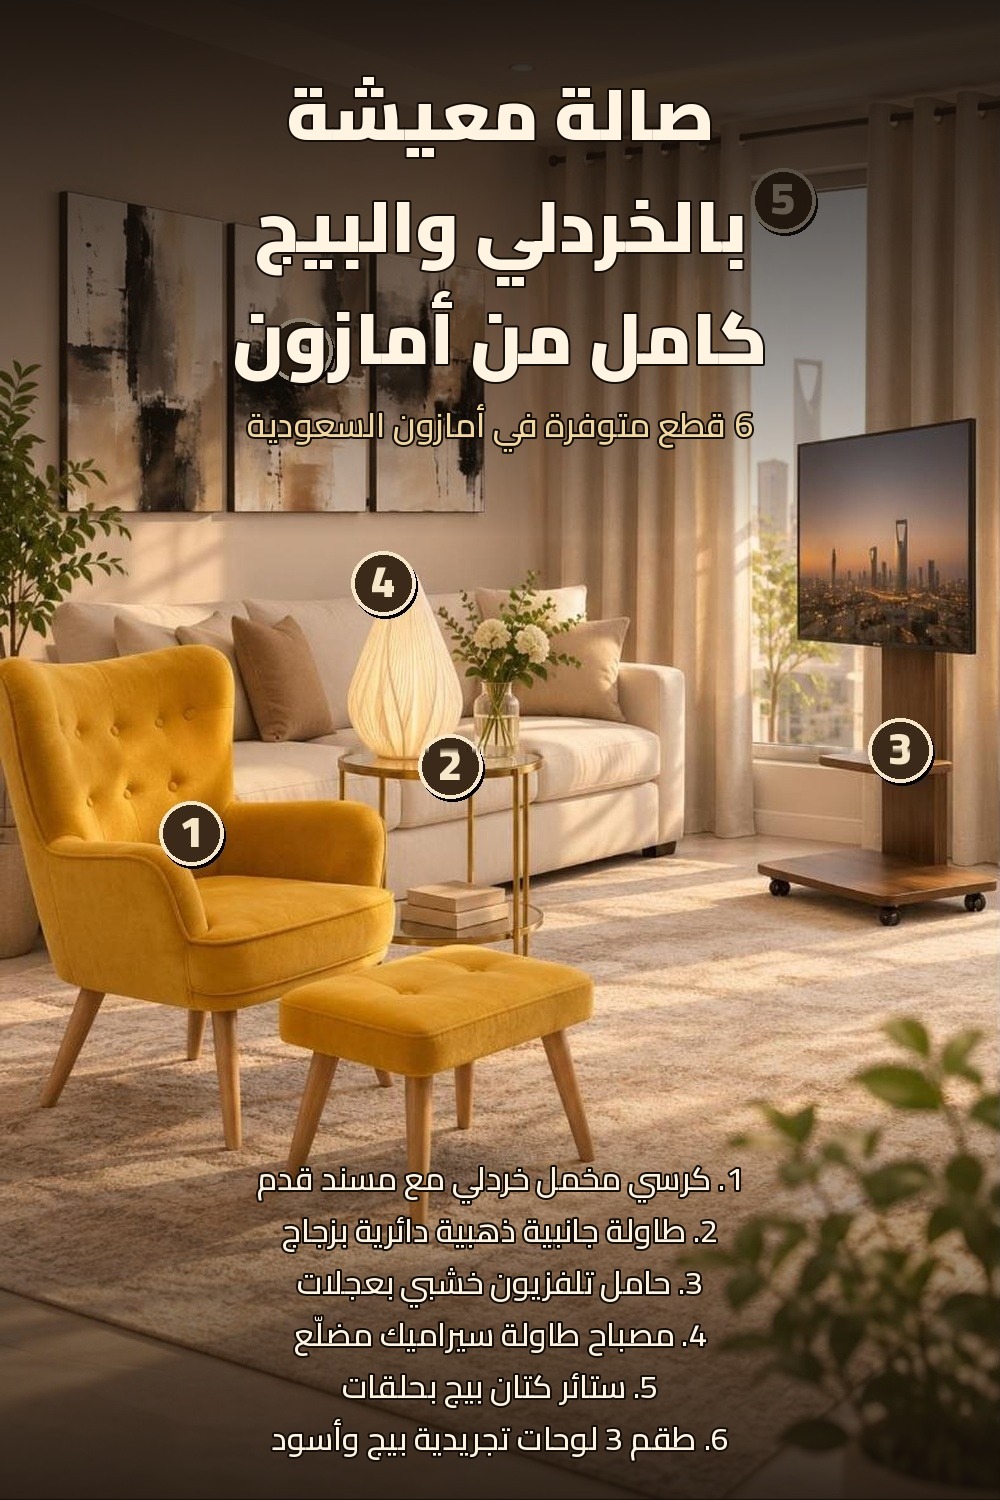 صالة معيشة
بالخردلي والبيج
كامل من أمازون
6 قطع متوفرة في أمازون السعودية
5
4
2
3
1
1. كرسي مخمل خردلي مع مسند قدم
2. طاولة جانبية ذهبية دائرية بزجاج
3. حامل تلفزيون خشبي بعجلات
4. مصباح طاولة سيراميك مضلّع
5. ستائر كتان بيج بحلقات
6. طقم 3 لوحات تجريدية بيج وأسود